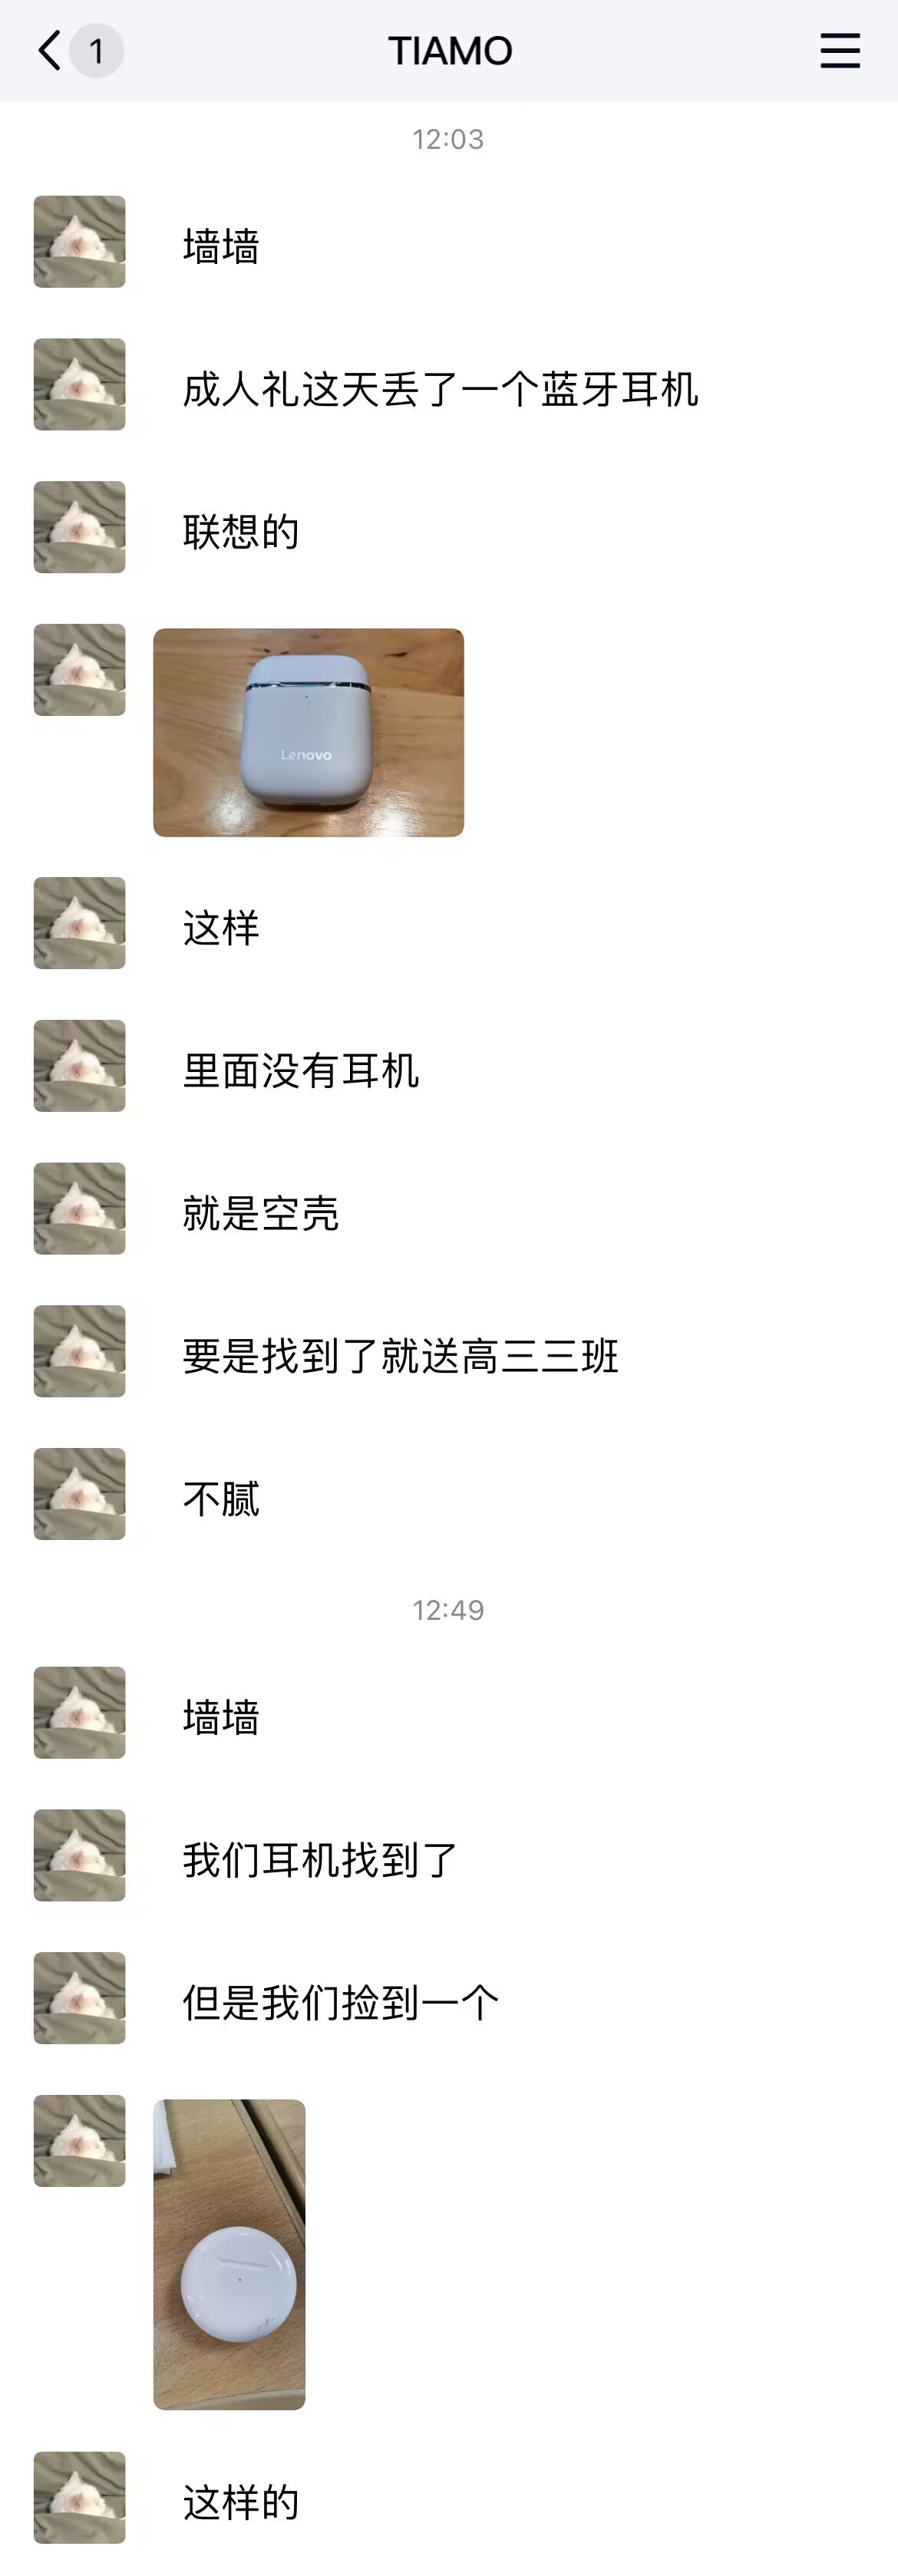 1
TIAMO
12:03
墙墙
成人礼这天丢了一个蓝牙耳机
联想的
Lenovo
这样
里面没有耳机
就是空壳
要是找到了就送高三三班
不腻
12:49
墙墙
我们耳机找到了
但是我们捡到一个
这样的